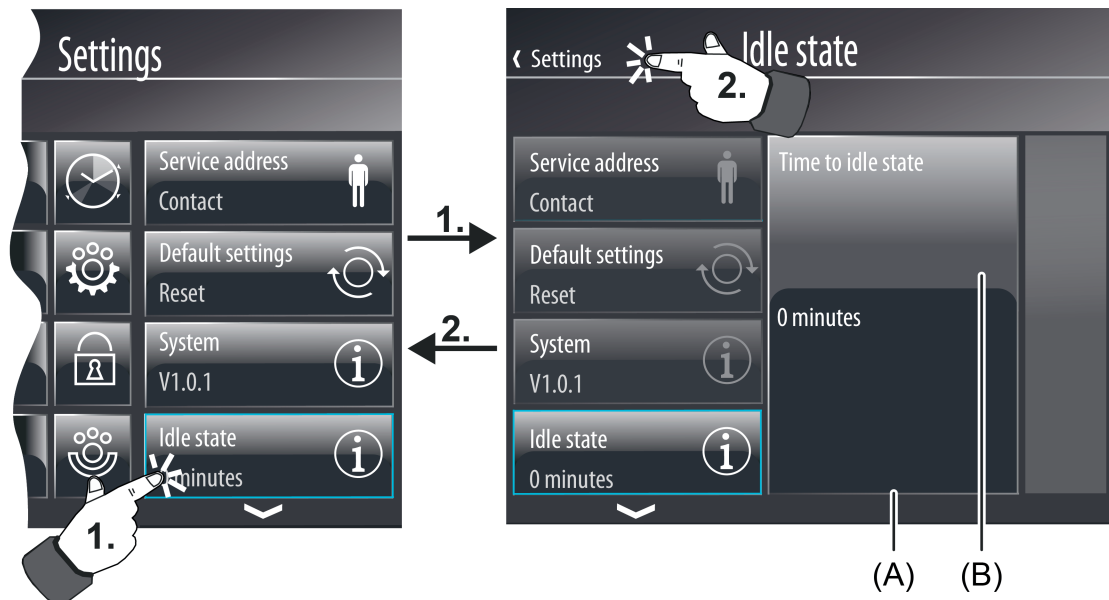 Settings
Service address
Contact
Default settings
Reset
System
V1.0.1
Idle state
minutes
1.
1.
2.
‹ Settings
Idle state
2.
Service address
Contact
Default settings
Reset
System
V1.0.1
Idle state
0 minutes
Time to idle state
0 minutes
(A)
(B)